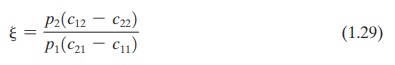 ξ = p₂(c₁₂ − c₂₂) / p₁(c₂₁ − c₁₁) (1.29)